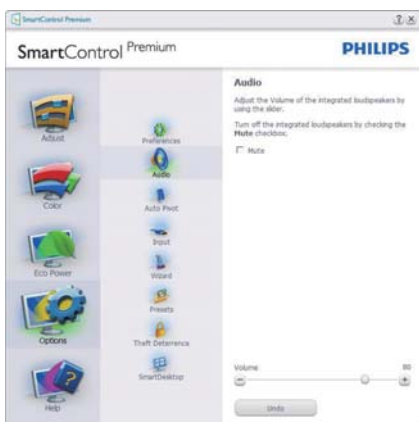 SmartControl Premium
SmartControl Premium
PHILIPS
Adjust
Color
Eco Power
Options
Help
Preferences
Audio
Auto Pivot
Input
Wizard
Presets
Theft Deterrence
SmartDesktop
Audio
Adjust the Volume of the integrated loudspeakers by
using the slider.
Turn off the integrated loudspeakers by checking the
Mute checkbox.
Mute
Volume
80
Undo